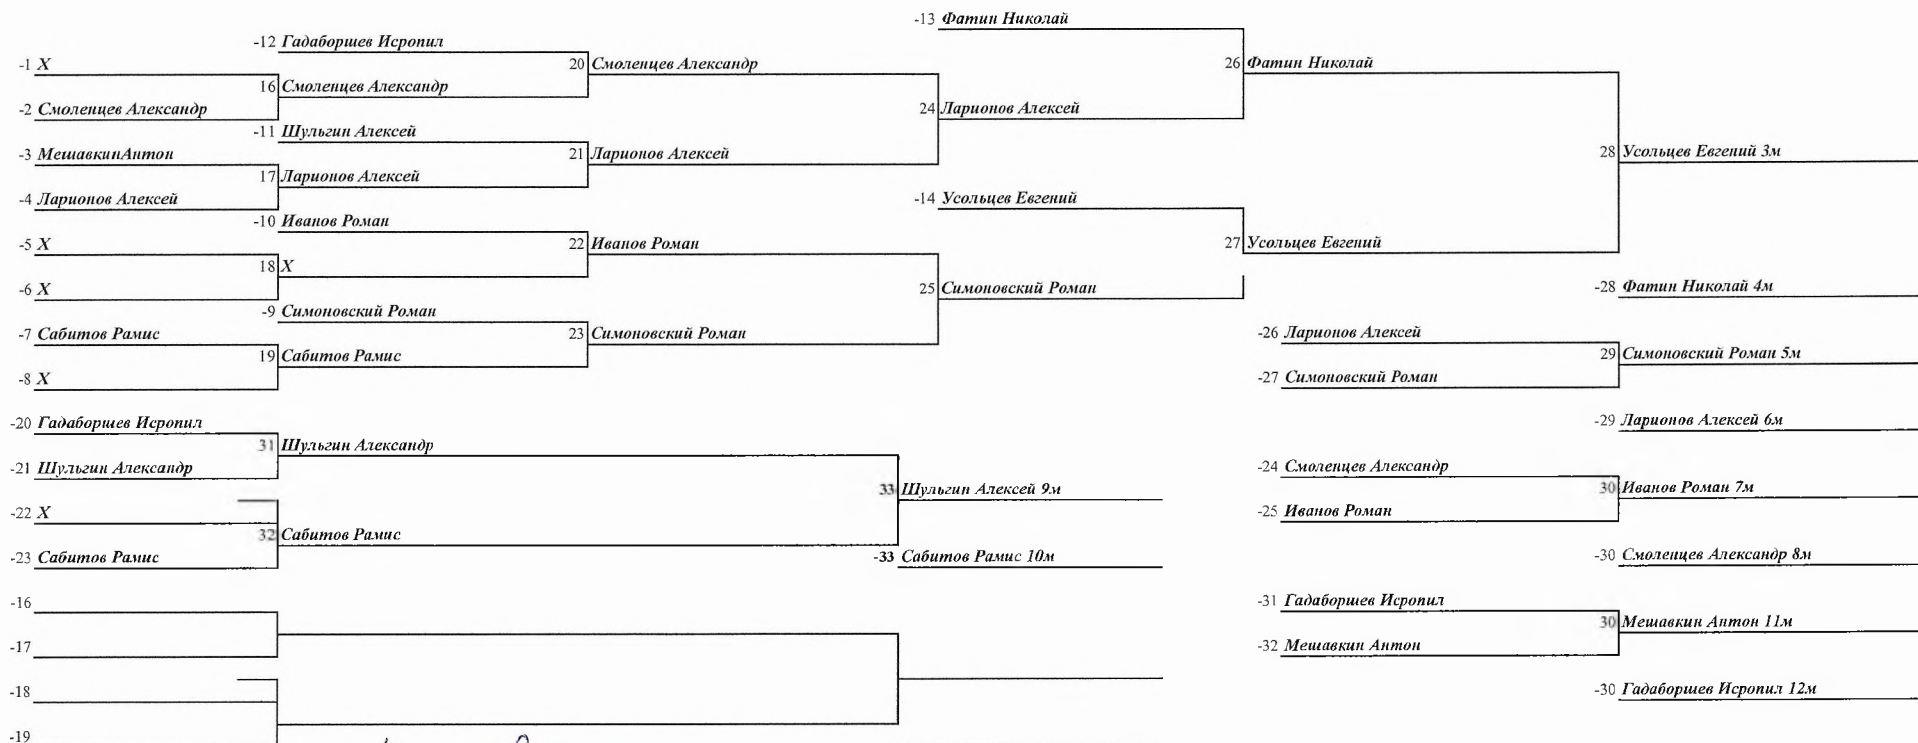 -1 X
-2 Смоленцев Александр
-3 МешавкинАнтон
-4 Ларионов Алексей
-5 X
-6 X
-7 Сабитов Рамис
-8 X
-12 Гадаборшев Исропил
16 Смоленцев Александр
-11 Шульгин Алексей
17 Ларионов Алексей
-10 Иванов Роман
18 X
-9 Симоновский Роман
19 Сабитов Рамис
20 Смоленцев Александр
21 Ларионов Алексей
22 Иванов Роман
23 Симоновский Роман
-13 Фатин Николай
24 Ларионов Алексей
-14 Усольцев Евгений
25 Симоновский Роман
26 Фатин Николай
27 Усольцев Евгений
28 Усольцев Евгений 3м
-28 Фатин Николай 4м
-26 Ларионов Алексей
-27 Симоновский Роман
29 Симоновский Роман 5м
-29 Ларионов Алексей 6м
-24 Смоленцев Александр
-25 Иванов Роман
30 Иванов Роман 7м
-30 Смоленцев Александр 8м
-31 Гадаборшев Исропил
-32 Мешавкин Антон
30 Мешавкин Антон 11м
-30 Гадаборшев Исропил 12м
-20 Гадаборшев Исропил
-21 Шульгин Александр
-22 X
-23 Сабитов Рамис
31 Шульгин Александр
32 Сабитов Рамис
33 Шульгин Алексей 9м
-33 Сабитов Рамис 10м
-16
-17
-18
-19